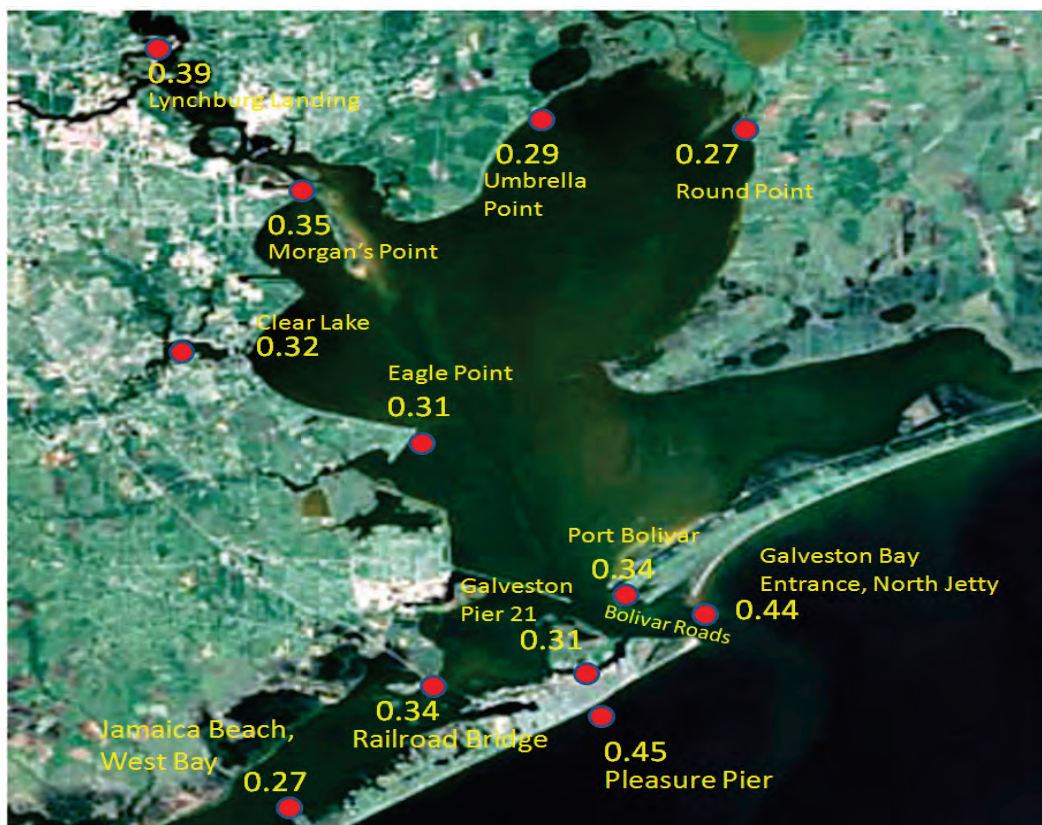 0.39
Lynchburg Landing
0.29
Umbrella
Point
0.27
Round Point
0.35
Morgan's Point
Clear Lake
0.32
Eagle Point
0.31
Port Bolivar
0.34
Galveston Bay
Entrance, North Jetty
0.44
Bolivar Roads
Galveston
Pier 21
0.31
0.34
Railroad Bridge
Jamaica Beach,
West Bay
0.27
0.45
Pleasure Pier